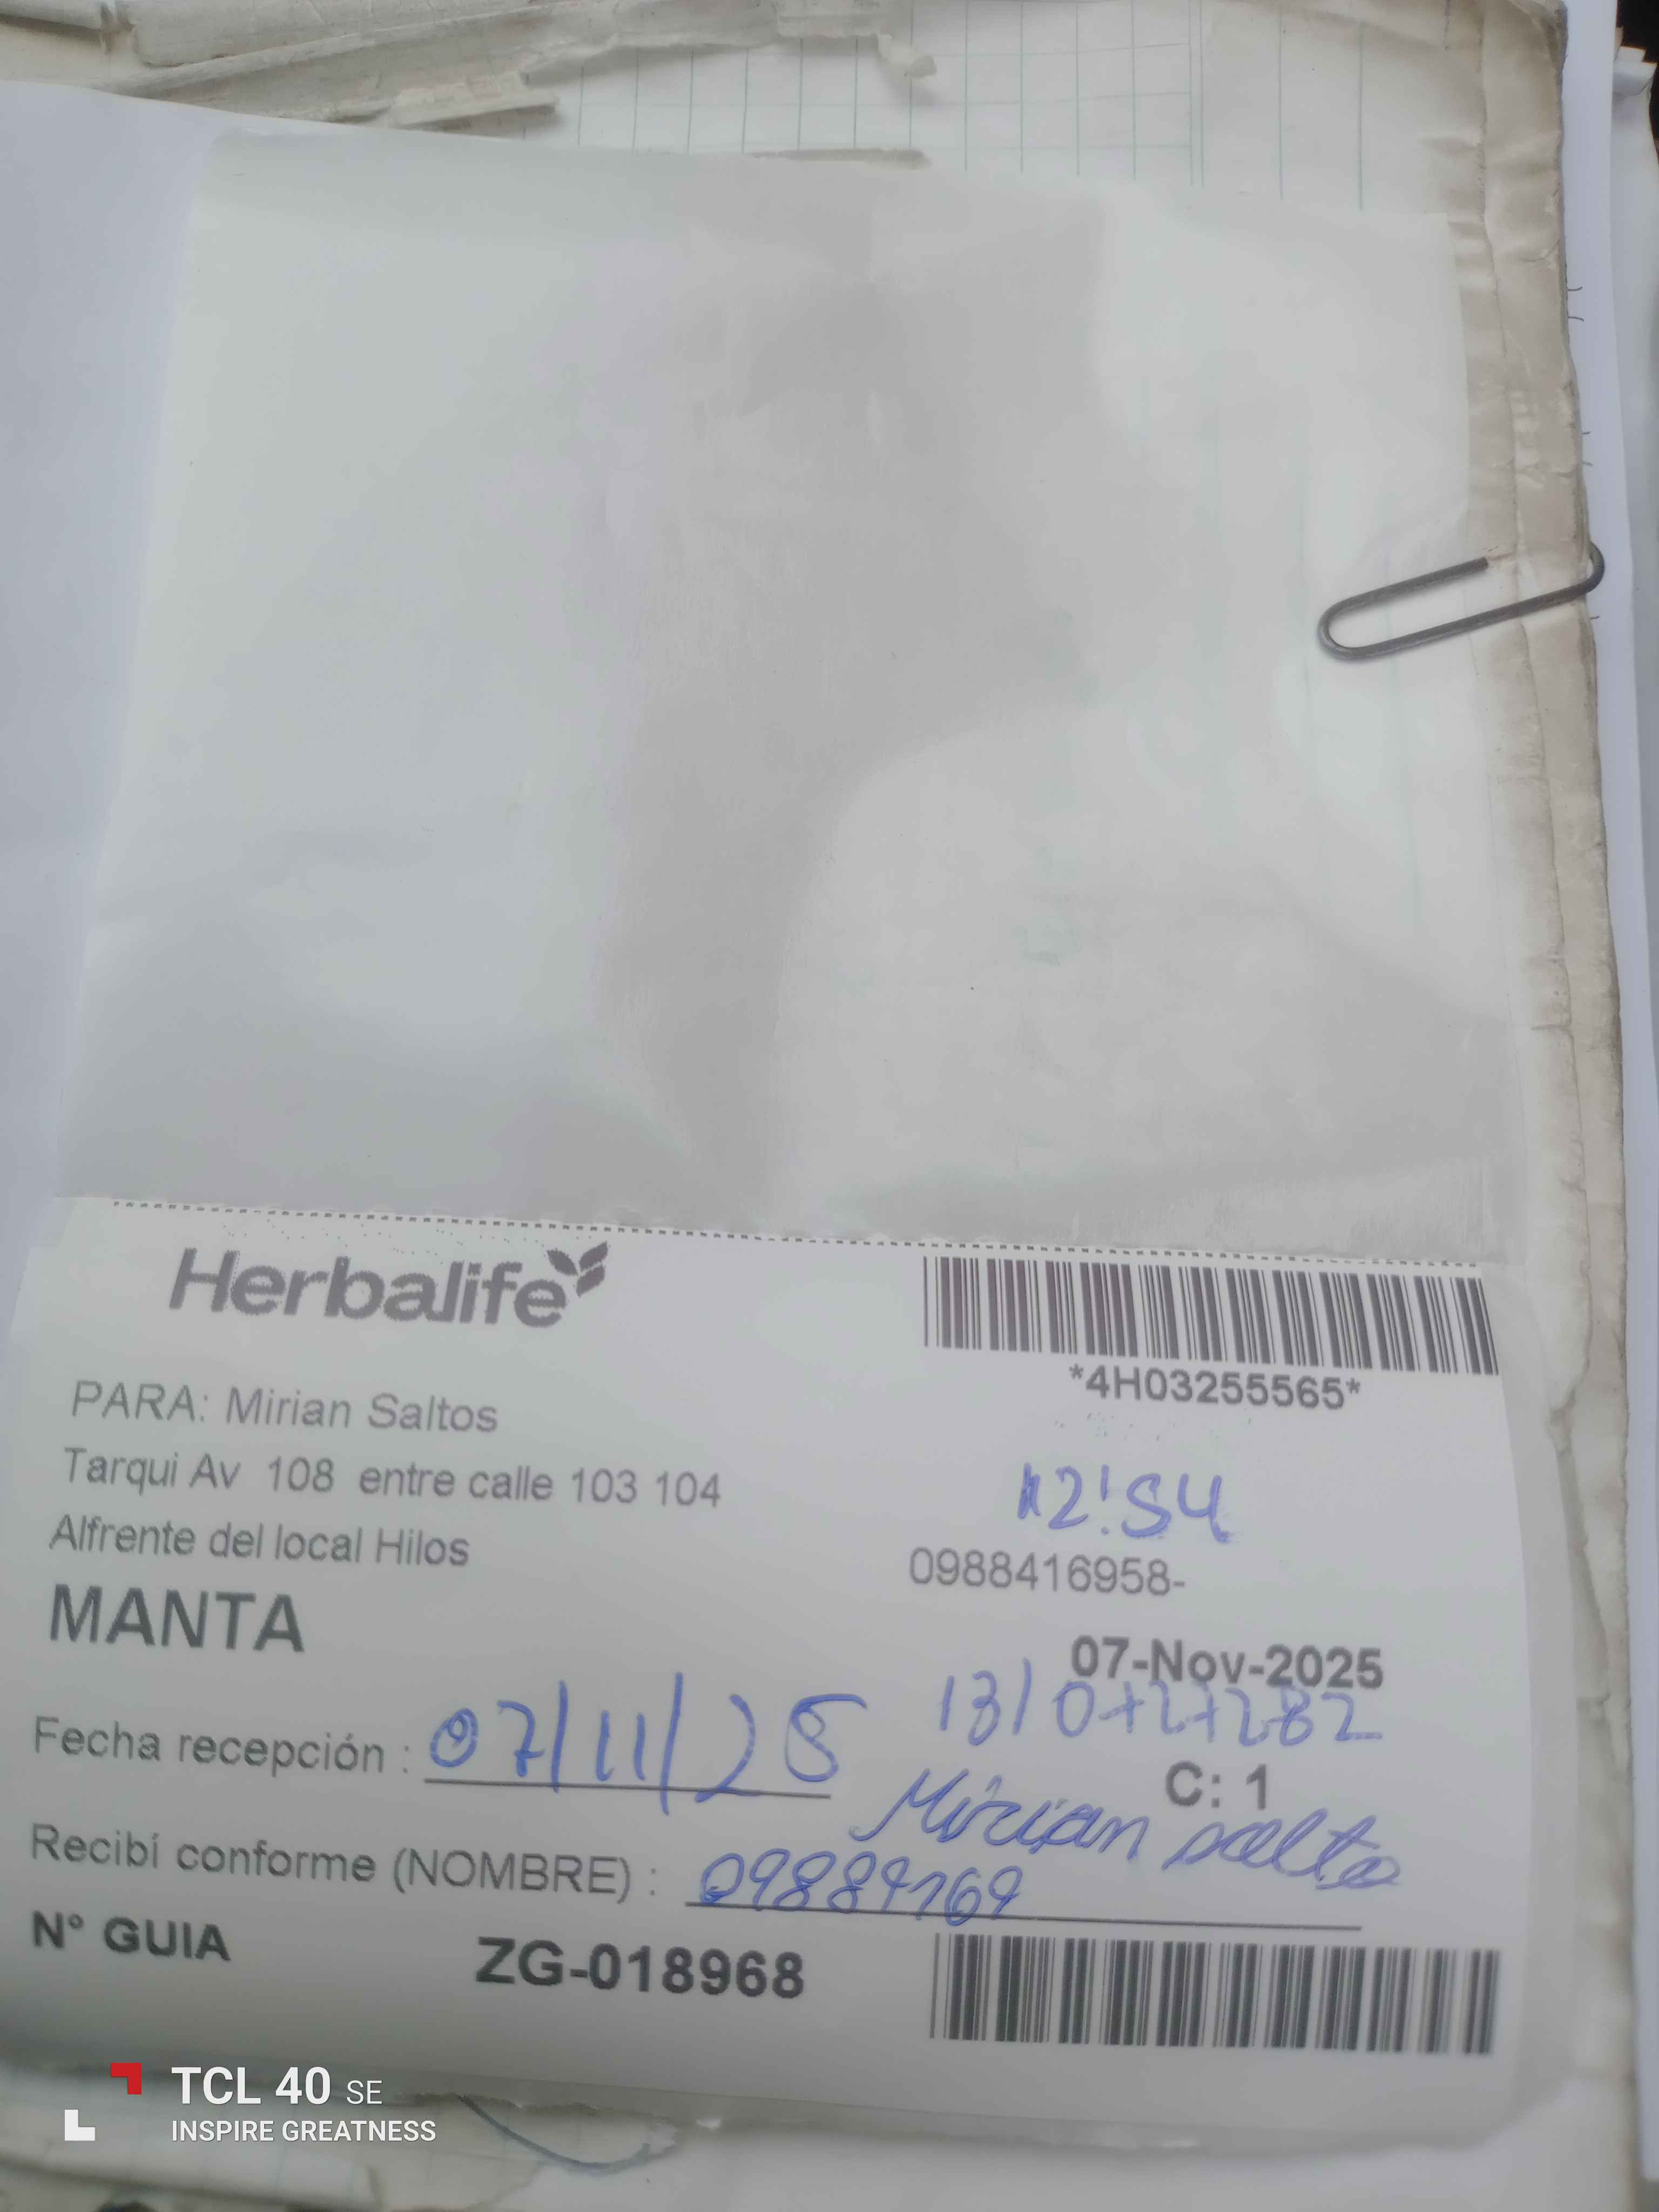 Herbalife
*4H03255565*
PARA: Mirian Saltos
Tarqui Av 108 entre calle 103 104
12:54
Alfrente del local Hilos
0988416958-
MANTA
07-Nov-2025
Fecha recepción : 07/11/25
C: 1
Mirian salto
Recibí conforme (NOMBRE) : 09884169
N° GUIA ZG-018968
TCL 40 SE
INSPIRE GREATNESS